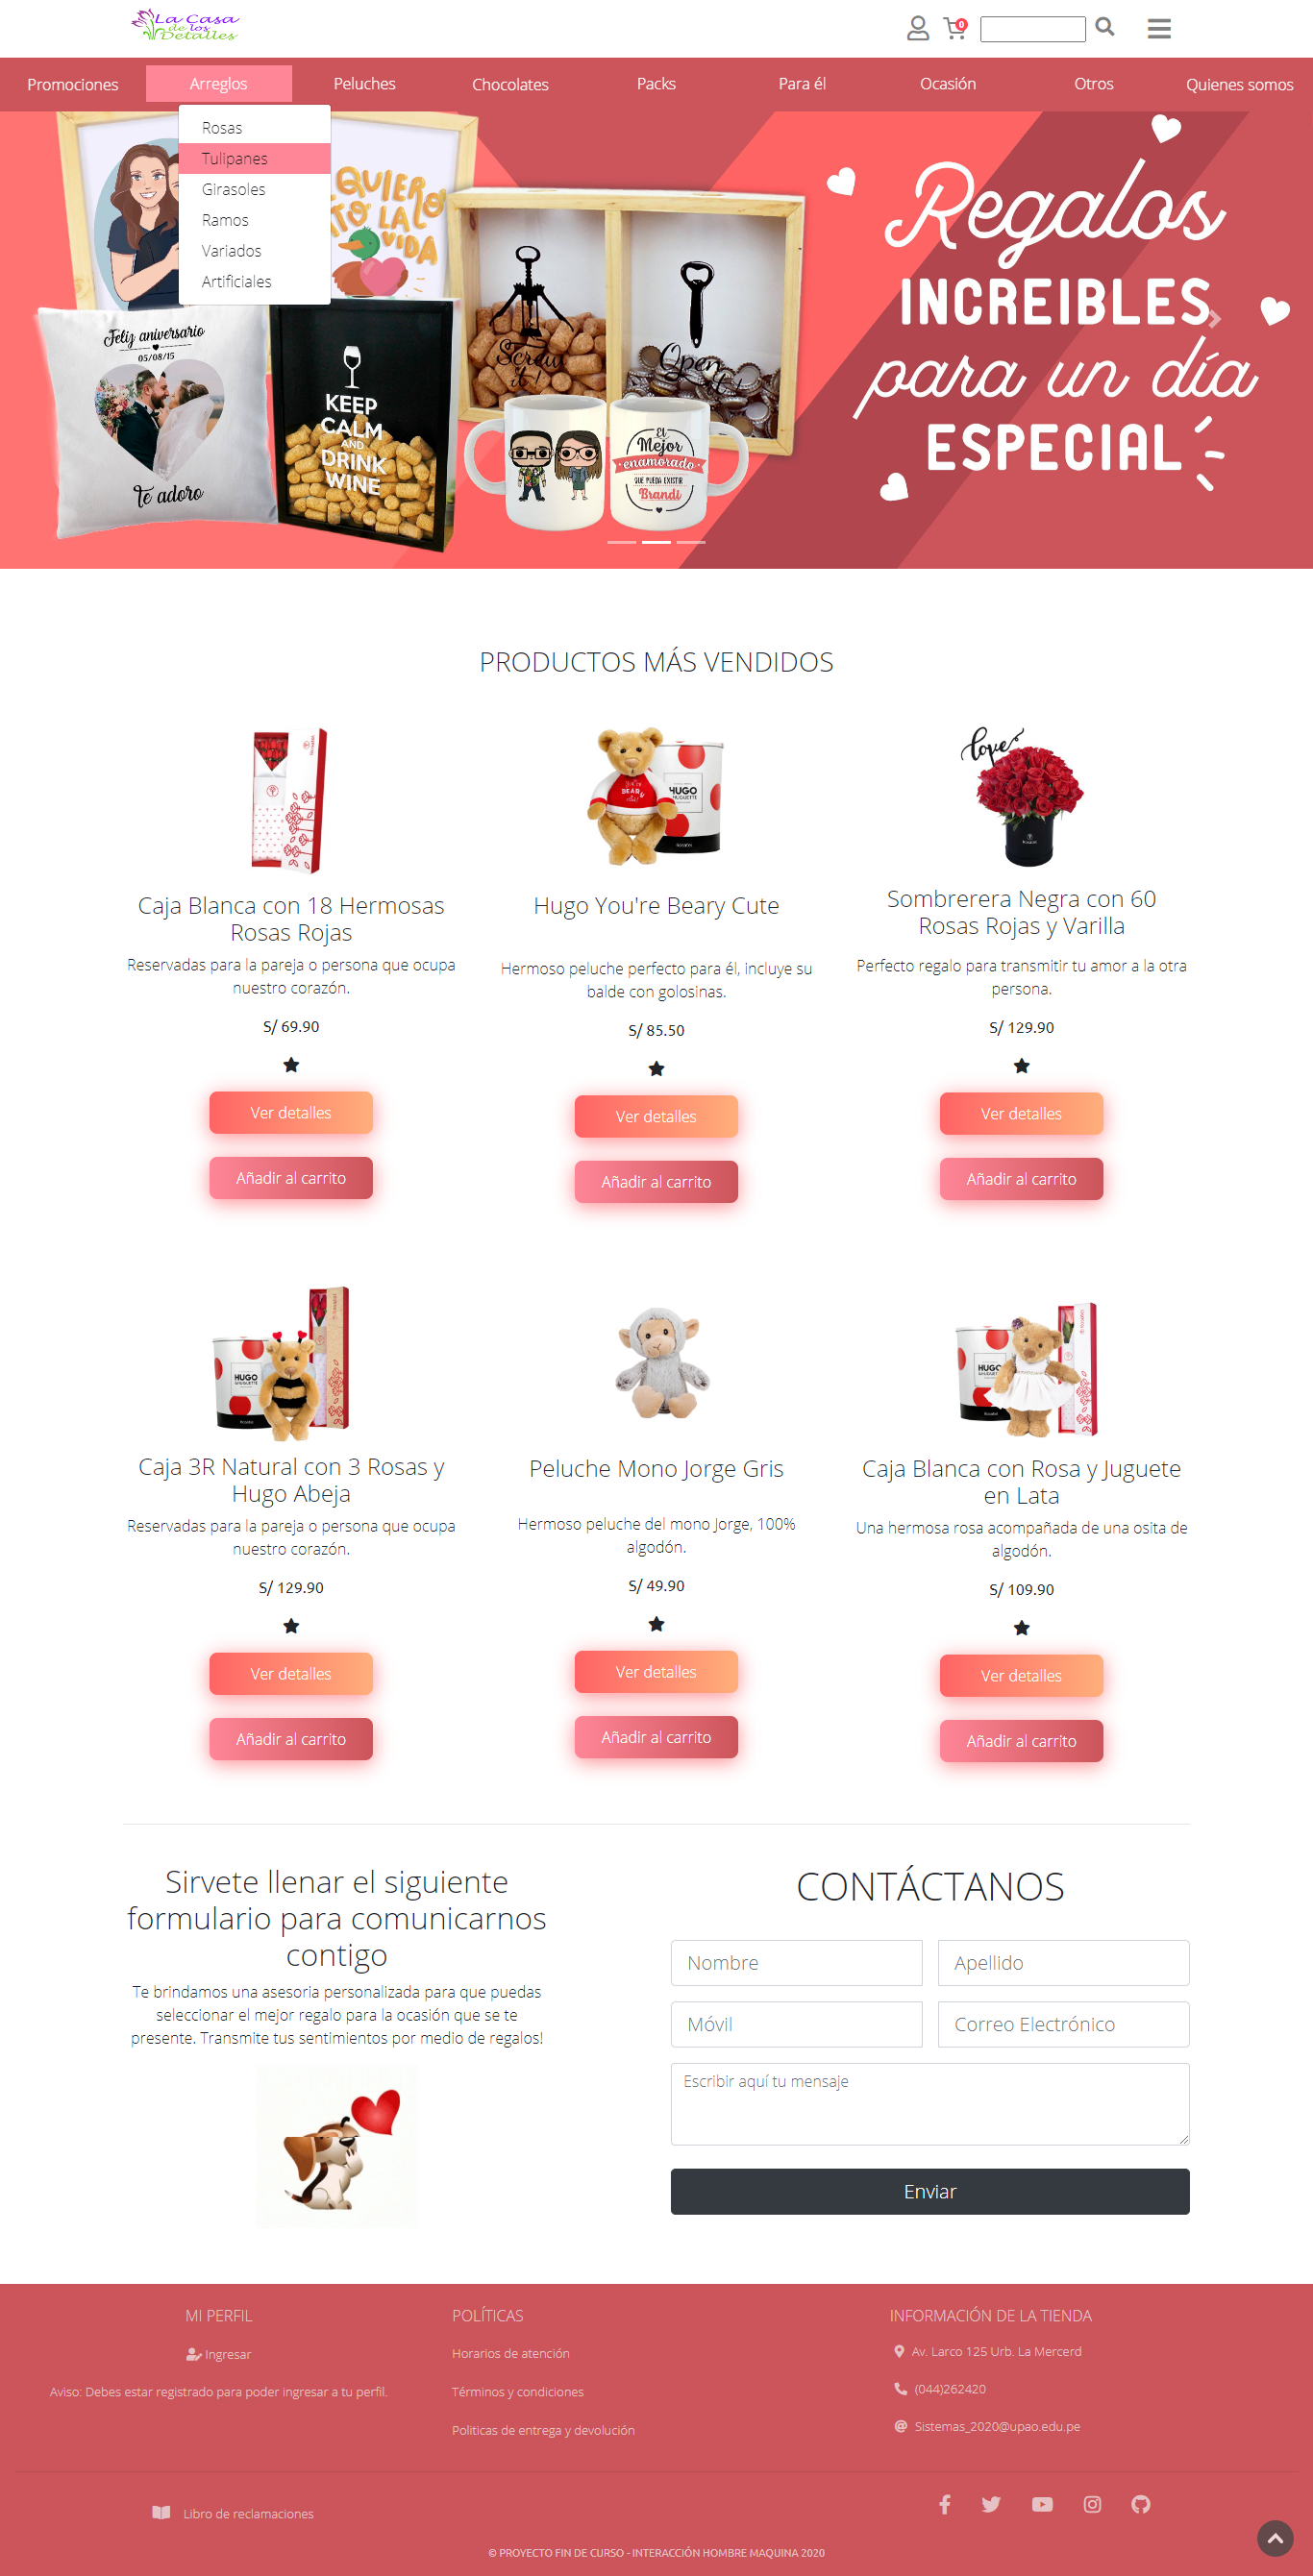 La Casa
de los
Detalles
0
Promociones
Arreglos
Peluches
Chocolates
Packs
Para él
Ocasión
Otros
Quienes somos
Rosas
Tulipanes
Girasoles
Ramos
Variados
Artificiales
QUIERO
TO LA
VIDA
Feliz aniversario
05/08/15
Te adoro
KEEP
CALM
AND
DRINK
WINE
Screw
it!
Open
it!
El
Mejor
enamorado
QUE PUEDA EXISTIR
Brandi
Regalos
INCREIBLES
para un día
ESPECIAL
PRODUCTOS MÁS VENDIDOS
HUGO
love
Caja Blanca con 18 Hermosas
Rosas Rojas
Reservadas para la pareja o persona que ocupa
nuestro corazón.
S/ 69.90
Ver detalles
Añadir al carrito
Hugo You're Beary Cute
Hermoso peluche perfecto para él, incluye su
balde con golosinas.
S/ 85.50
Ver detalles
Añadir al carrito
Sombrerera Negra con 60
Rosas Rojas y Varilla
Perfecto regalo para transmitir tu amor a la otra
persona.
S/ 129.90
Ver detalles
Añadir al carrito
HUGO
Caja 3R Natural con 3 Rosas y
Hugo Abeja
Reservadas para la pareja o persona que ocupa
nuestro corazón.
S/ 129.90
Ver detalles
Añadir al carrito
Peluche Mono Jorge Gris
Hermoso peluche del mono Jorge, 100%
algodón.
S/ 49.90
Ver detalles
Añadir al carrito
HUGO
Caja Blanca con Rosa y Juguete
en Lata
Una hermosa rosa acompañada de una osita de
algodón.
S/ 109.90
Ver detalles
Añadir al carrito
Sirvete llenar el siguiente
formulario para comunicarnos
contigo
Te brindamos una asesoria personalizada para que puedas
seleccionar el mejor regalo para la ocasión que se te
presente. Transmite tus sentimientos por medio de regalos!
CONTÁCTANOS
Nombre
Apellido
Móvil
Correo Electrónico
Escribir aquí tu mensaje
Enviar
MI PERFIL
Ingresar
Aviso: Debes estar registrado para poder ingresar a tu perfil.
POLÍTICAS
Horarios de atención
Términos y condiciones
Politicas de entrega y devolución
INFORMACIÓN DE LA TIENDA
Av. Larco 125 Urb. La Mercerd
(044)262420
Sistemas_2020@upao.edu.pe
Libro de reclamaciones
© PROYECTO FIN DE CURSO - INTERACCIÓN HOMBRE MAQUINA 2020